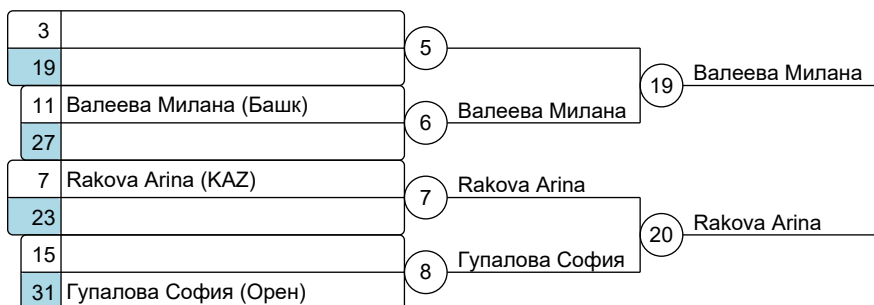 3
19
5
11 Валеева Милана (Башк)
27
6 Валеева Милана
19 Валеева Милана
7 Rakova Arina (KAZ)
23
7 Rakova Arina
15
31 Гупалова София (Орен)
8 Гупалова София
20 Rakova Arina